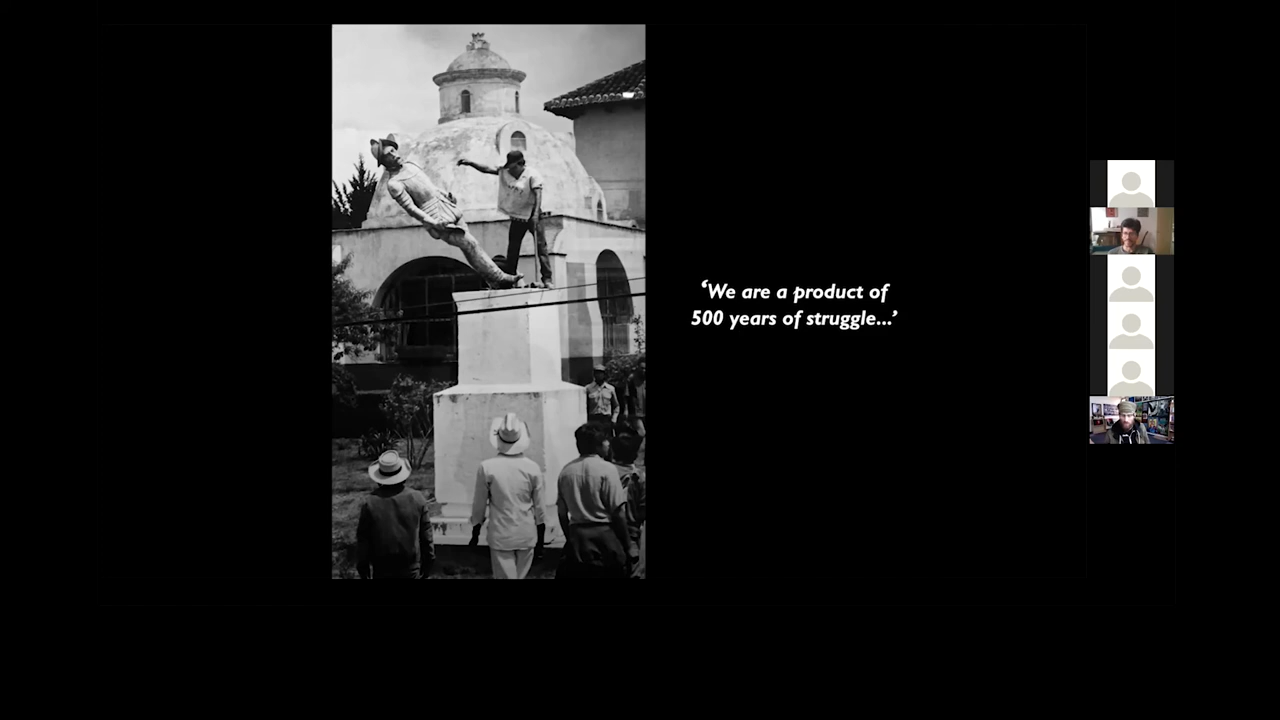 ‘We are a product of
500 years of struggle...’